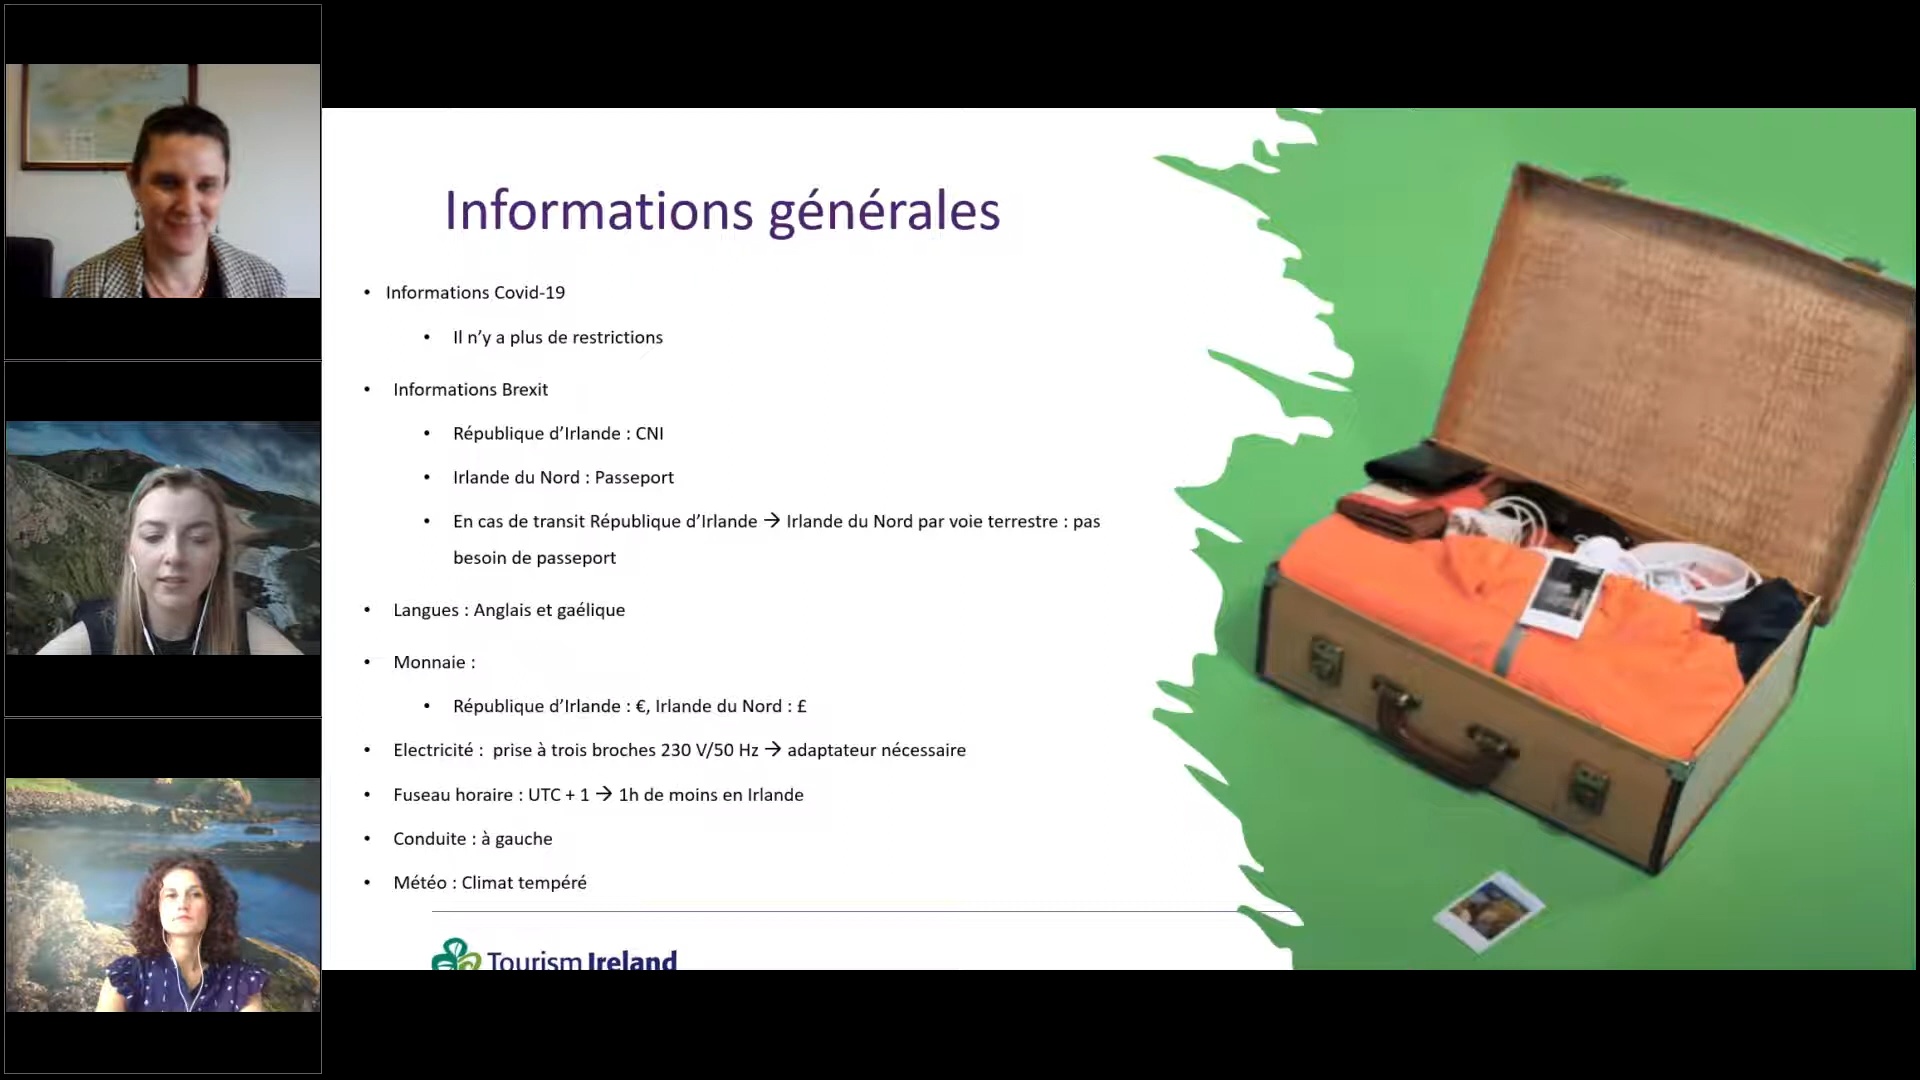 Informations générales
• Informations Covid-19
• Il n’y a plus de restrictions
• Informations Brexit
• République d’Irlande : CNI
• Irlande du Nord : Passeport
• En cas de transit République d’Irlande → Irlande du Nord par voie terrestre : pas
besoin de passeport
• Langues : Anglais et gaélique
• Monnaie :
• République d’Irlande : €, Irlande du Nord : £
• Electricité : prise à trois broches 230 V/50 Hz → adaptateur nécessaire
• Fuseau horaire : UTC + 1 → 1h de moins en Irlande
• Conduite : à gauche
• Météo : Climat tempéré
Tourism Ireland